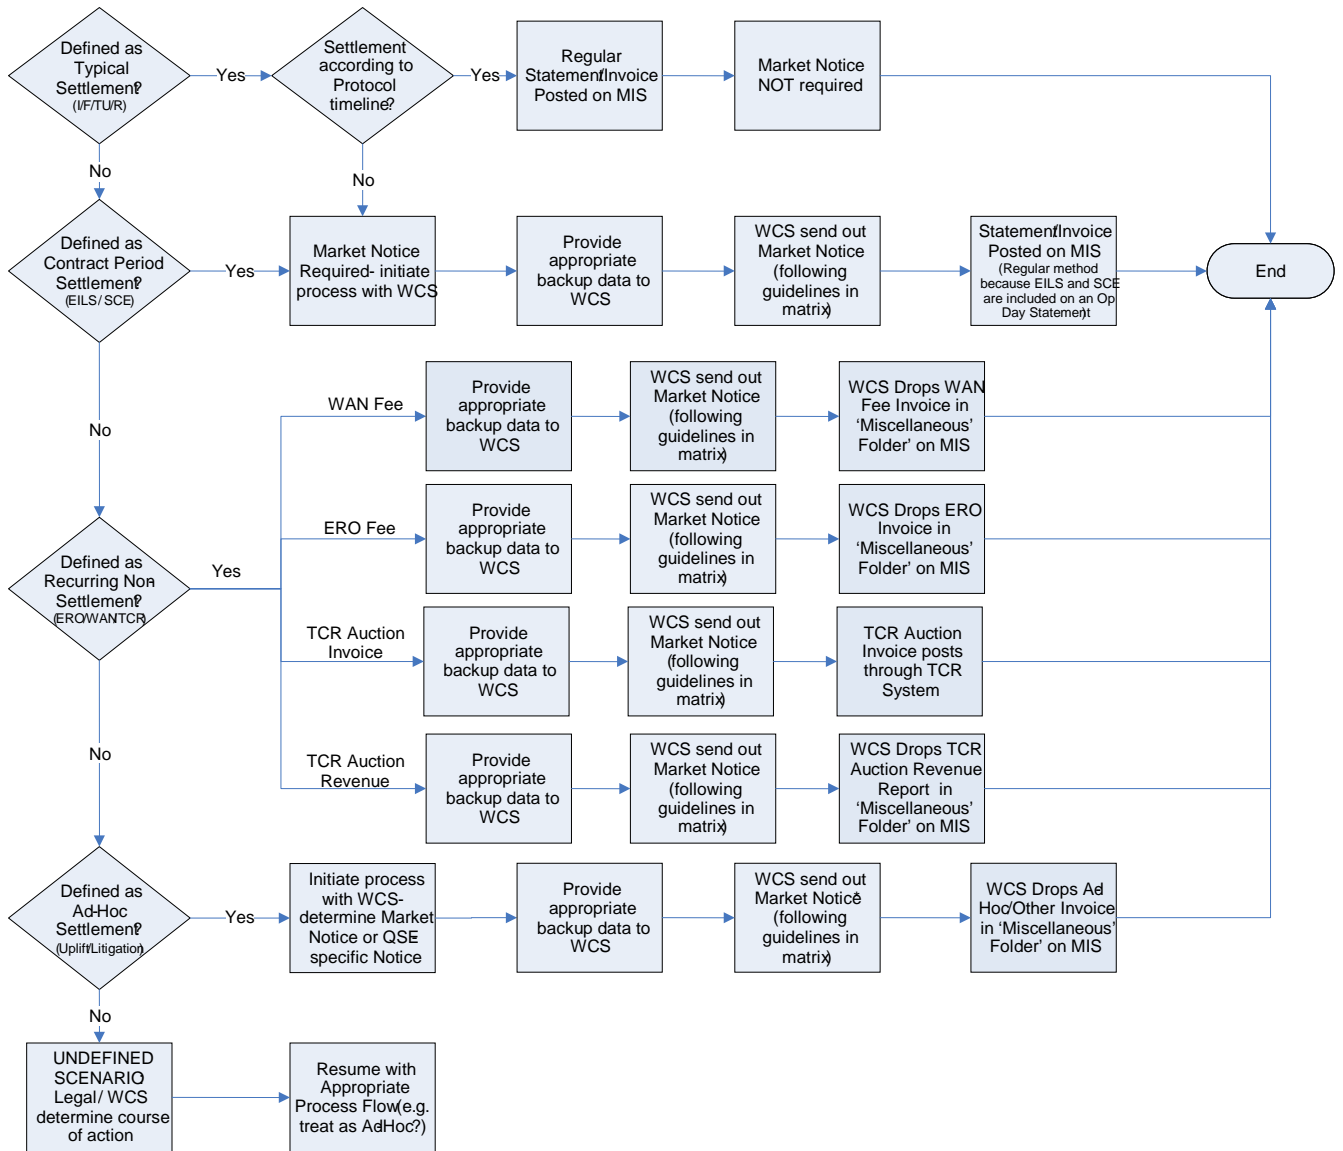 Defined as
Typical
Settlement?
(I/F/TU/R)
Yes
Settlement
according to
Protocol
timeline?
Yes
Regular
Statement/Invoice
Posted on MIS
Market Notice
NOT required
No
No
Defined as
Contract Period
Settlement?
(EILS / SCE)
Yes
Market Notice
Required- initiate
process with WCS
Provide
appropriate
backup data to
WCS
WCS send out
Market Notice
(following
guidelines in
matrix)
Statement/Invoice
Posted on MIS
(Regular method
because EILS and SCE
are included on an Op
Day Statement)
End
No
WAN Fee
Provide
appropriate
backup data to
WCS
WCS send out
Market Notice
(following
guidelines in
matrix)
WCS Drops WAN
Fee Invoice in
‘Miscellaneous’
Folder’ on MIS
ERO Fee
Provide
appropriate
backup data to
WCS
WCS send out
Market Notice
(following
guidelines in
matrix)
WCS Drops ERO
Invoice in
‘Miscellaneous’
Folder’ on MIS
Defined as
Recurring Non-
Settlement?
(ERO/WAN/TCR)
Yes
TCR Auction
Invoice
Provide
appropriate
backup data to
WCS
WCS send out
Market Notice
(following
guidelines in
matrix)
TCR Auction
Invoice posts
through TCR
System
No
TCR Auction
Revenue
Provide
appropriate
backup data to
WCS
WCS send out
Market Notice
(following
guidelines in
matrix)
WCS Drops TCR
Auction Revenue
Report in
‘Miscellaneous’
Folder’ on MIS
Defined as
Ad-Hoc
Settlement?
(Uplift/Litigation)
Yes
Initiate process
with WCS-
determine Market
Notice or QSE
specific Notice
Provide
appropriate
backup data to
WCS
WCS send out
Market Notice*
(following
guidelines in
matrix)
WCS Drops Ad-
Hoc/Other Invoice
in ‘Miscellaneous’
Folder’ on MIS
No
UNDEFINED
SCENARIO:
Legal / WCS
determine course
of action
Resume with
Appropriate
Process Flow(e.g.
treat as Ad-Hoc?)